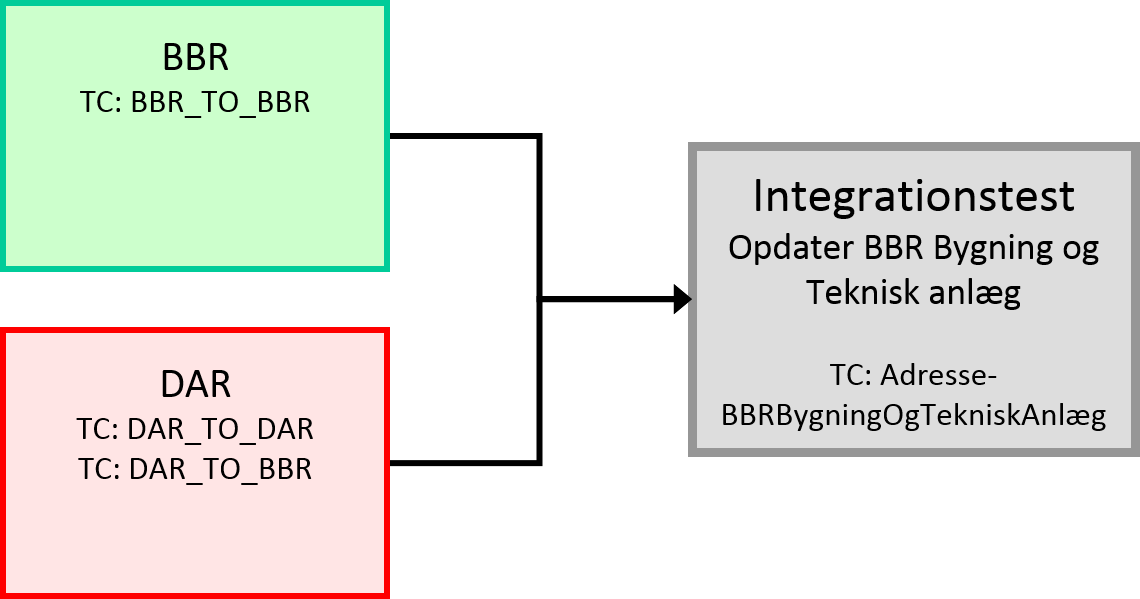 BBR
TC: BBR_TO_BBR
DAR
TC: DAR_TO_DAR
TC: DAR_TO_BBR
Integrationstest
Opdater BBR Bygning og
Teknisk anlæg
TC: Adresse-
BBRBygningOgTekniskAnlæg